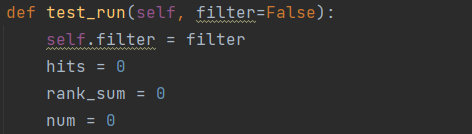 def test_run(self, filter=False):
    self.filter = filter
    hits = 0
    rank_sum = 0
    num = 0